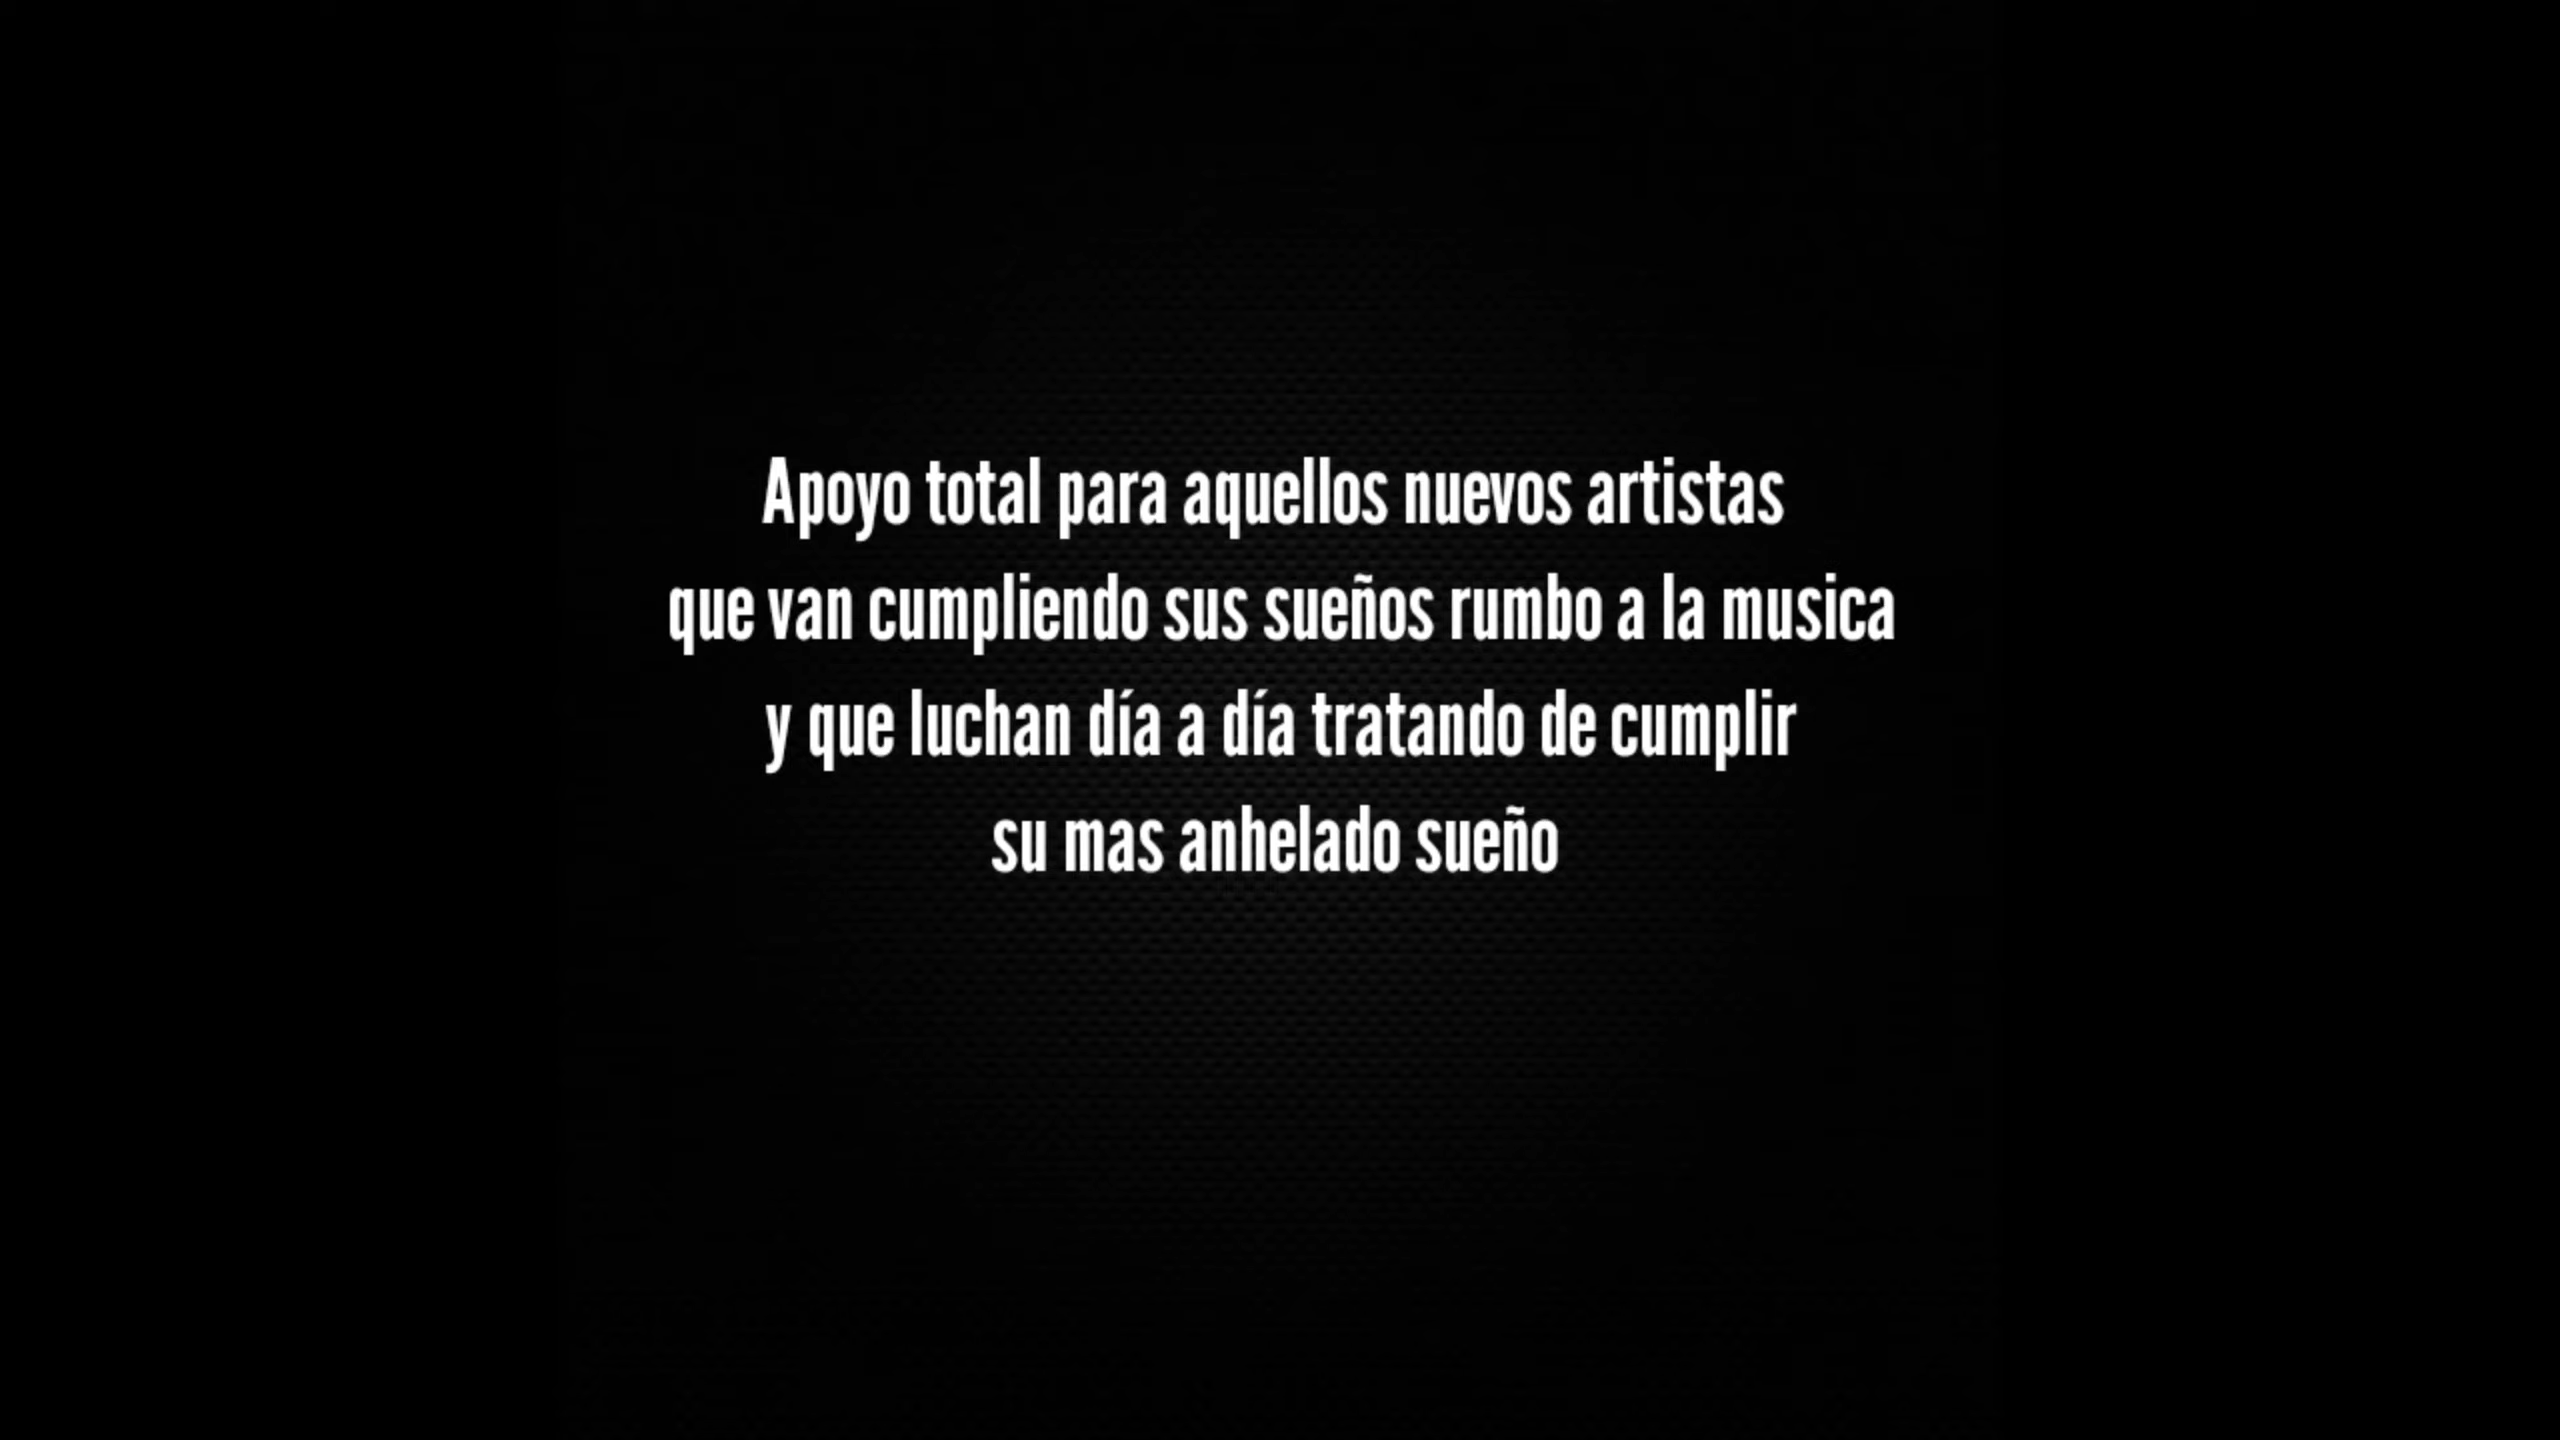 Apoyo total para aquellos nuevos artistas
que van cumpliendo sus sueños rumbo a la musica
y que luchan día a día tratando de cumplir
su mas anhelado sueño